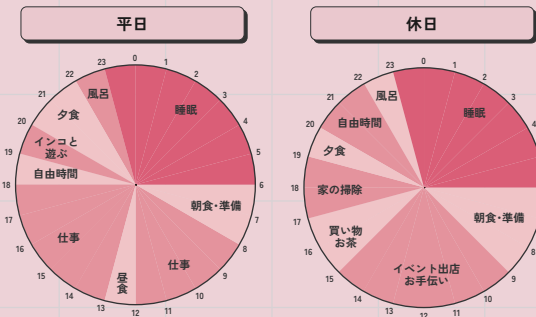 平日
休日
0
1
2
3
4
5
6
7
8
9
10
11
12
13
14
15
16
17
18
19
20
21
22
23
睡眠
朝食・準備
仕事
昼
食
仕事
自由時間
インコと
遊ぶ
夕食
風呂
0
1
2
3
4
5
8
9
10
11
12
13
14
15
16
17
18
19
20
21
22
23
睡眠
朝食・準備
イベント出店
お手伝い
買い物
お茶
家の掃除
夕食
自由時間
風呂